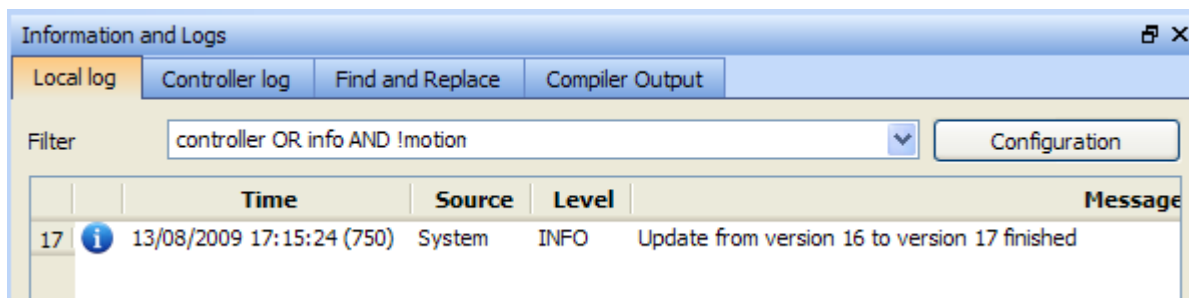 Information and Logs
Local log Controller log Find and Replace Compiler Output
Filter controller OR info AND !motion Configuration
Time Source Level Message
17 13/08/2009 17:15:24 (750) System INFO Update from version 16 to version 17 finished